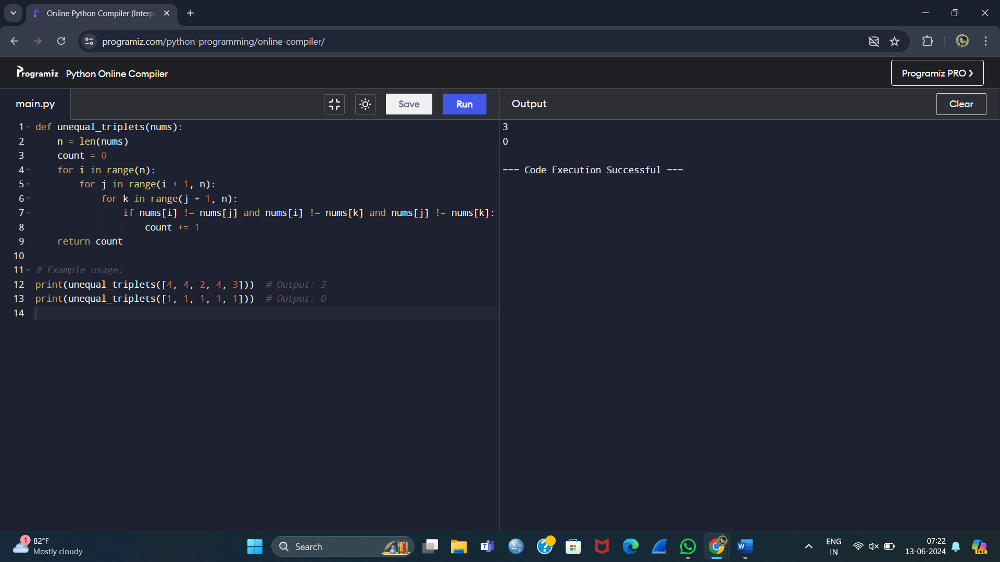 Online Python Compiler (Interp
programiz.com/python-programming/online-compiler/
Programiz Python Online Compiler
Programiz PRO ❯
main.py
Save
Run
Output
Clear
1 def unequal_triplets(nums):
2     n = len(nums)
3     count = 0
4     for i in range(n):
5         for j in range(i + 1, n):
6             for k in range(j + 1, n):
7                 if nums[i] != nums[j] and nums[i] != nums[k] and nums[j] != nums[k]:
8                     count += 1
9     return count
10
11 # Example usage:
12 print(unequal_triplets([4, 4, 2, 4, 3]))  # Output: 3
13 print(unequal_triplets([1, 1, 1, 1, 1]))  # Output: 0
14
3
0
=== Code Execution Successful ===
1
82°F
Mostly cloudy
Search
ENG
IN
07:22
13-06-2024
PRE